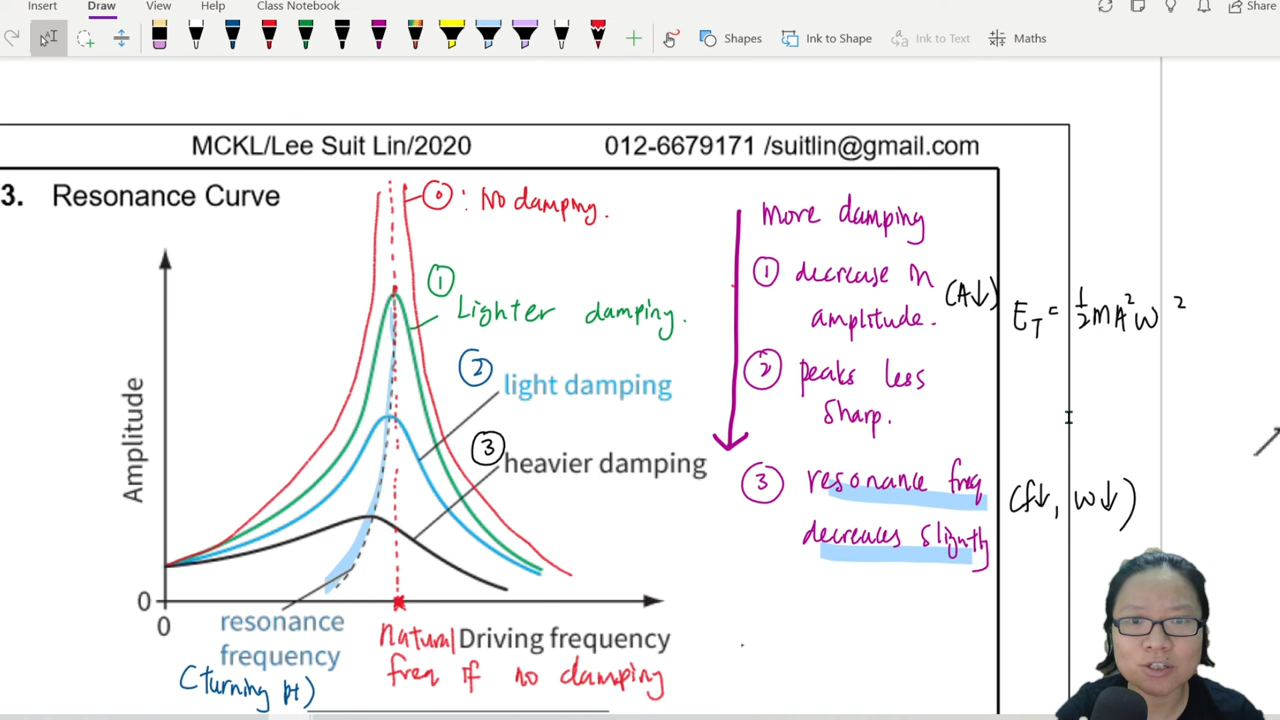 Insert Draw View Help Class Notebook
Share
Shapes Ink to Shape Ink to Text Maths
MCKL/Lee Suit Lin/2020 012-6679171 /suitlin@gmail.com
3. Resonance Curve
⓪: No damping.
① Lighter damping.
② light damping
③ heavier damping
Amplitude
0
0
resonance
frequency
(turning pt)
Driving frequency
natural
freq if no damping
More damping
① decrease in
amplitude. (A↓)
② peaks less
sharp.
③ resonance freq
decreases slightly
(f↓, ω↓)
E_T = ½mA²ω²